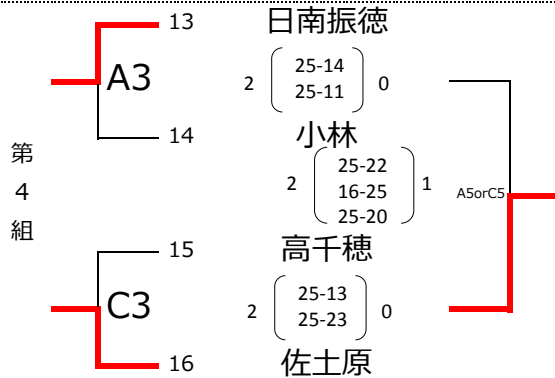 13 日南振徳
A3 2 25-14 0
25-11
14 小林
第4組
2 25-22 1
16-25
25-20
A5orC5
15 高千穂
C3 2 25-13 0
25-23
16 佐土原